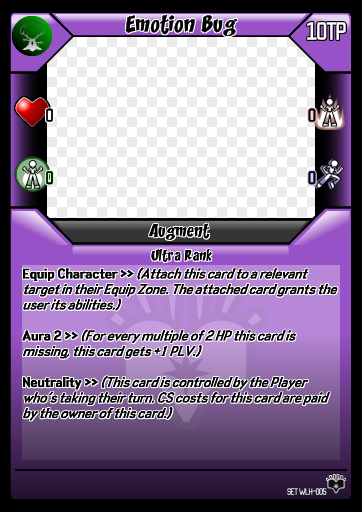 Emotion Bug
10TP
0
0
0
0
Augment
Ultra Rank
Equip Character >> (Attach this card to a relevant
target in their Equip Zone. The attached card grants the
user its abilities.)
Aura 2 >> (For every multiple of 2 HP this card is
missing, this card gets +1 PLV.)
Neutrality >> (This card is controlled by the Player
who's taking their turn. CS costs for this card are paid
by the owner of this card.)
SET WLH-005